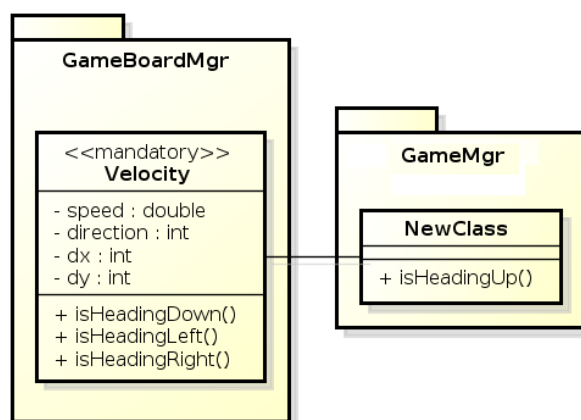 GameBoardMgr
<<mandatory>>
Velocity
- speed : double
- direction : int
- dx : int
- dy : int
+ isHeadingDown()
+ isHeadingLeft()
+ isHeadingRight()
GameMgr
NewClass
+ isHeadingUp()